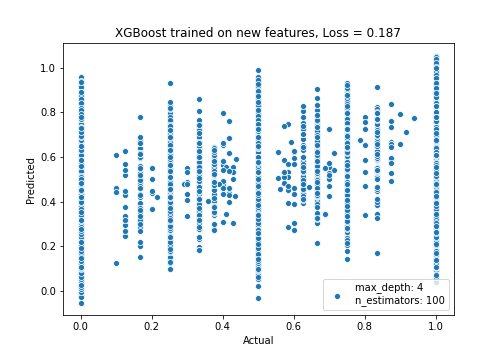 XGBoost trained on new features, Loss = 0.187
Predicted
1.0
0.8
0.6
0.4
0.2
0.0
max_depth: 4
n_estimators: 100
0.0 0.2 0.4 0.6 0.8 1.0
Actual